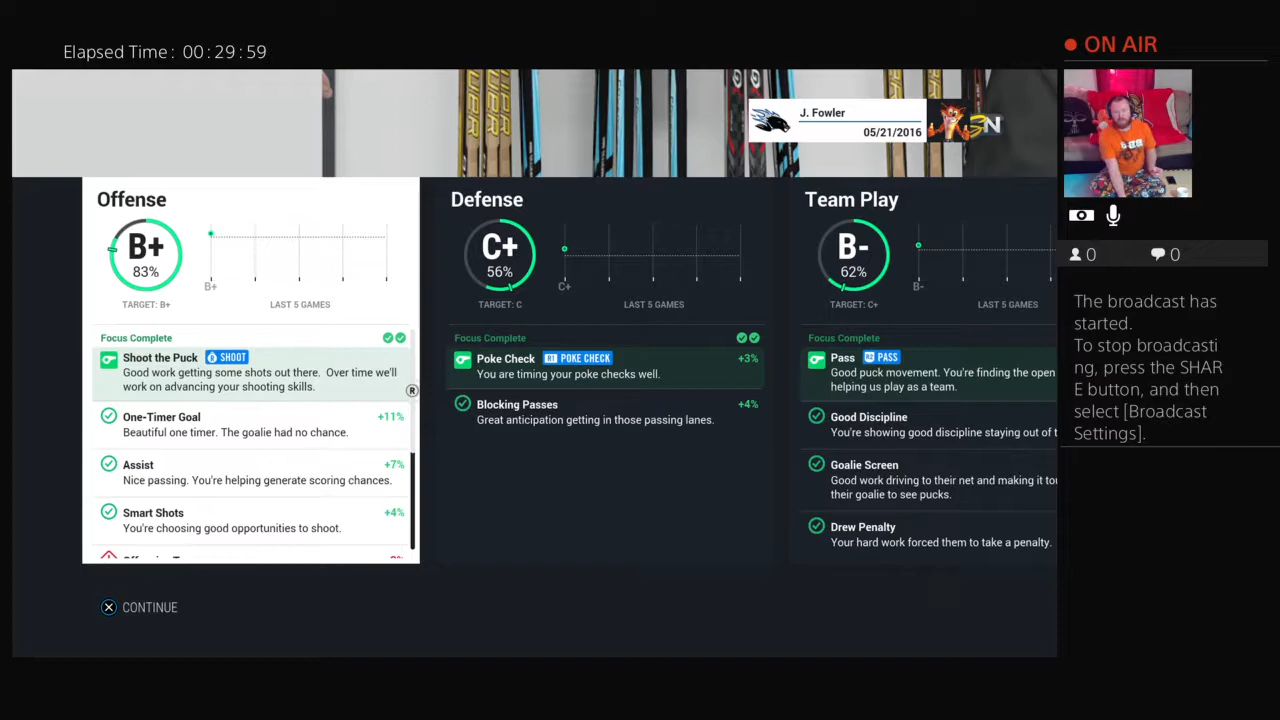 Elapsed Time: 00:29:59
ON AIR
J. Fowler
05/21/2016
N
Offense
B+
83%
B+
TARGET: B+
LAST 5 GAMES
Focus Complete
Shoot the Puck SHOOT
Good work getting some shots out there. Over time we'll
work on advancing your shooting skills.
R
One-Timer Goal +11%
Beautiful one timer. The goalie had no chance.
Assist +7%
Nice passing. You're helping generate scoring chances.
Smart Shots +4%
You're choosing good opportunities to shoot.
Defense
C+
56%
C+
TARGET: C
LAST 5 GAMES
Focus Complete
Poke Check R1 POKE CHECK +3%
You are timing your poke checks well.
Blocking Passes +4%
Great anticipation getting in those passing lanes.
Team Play
B-
62%
B-
TARGET: C+
LAST 5 GAMES
Focus Complete
Pass PASS
Good puck movement. You're finding the open
helping us play as a team.
Good Discipline
You're showing good discipline staying out of t
Goalie Screen
Good work driving to their net and making it tou
their goalie to see pucks.
Drew Penalty
Your hard work forced them to take a penalty.
CONTINUE
0 0
The broadcast has
started.
To stop broadcasti
ng, press the SHAR
E button, and then
select [Broadcast
Settings].